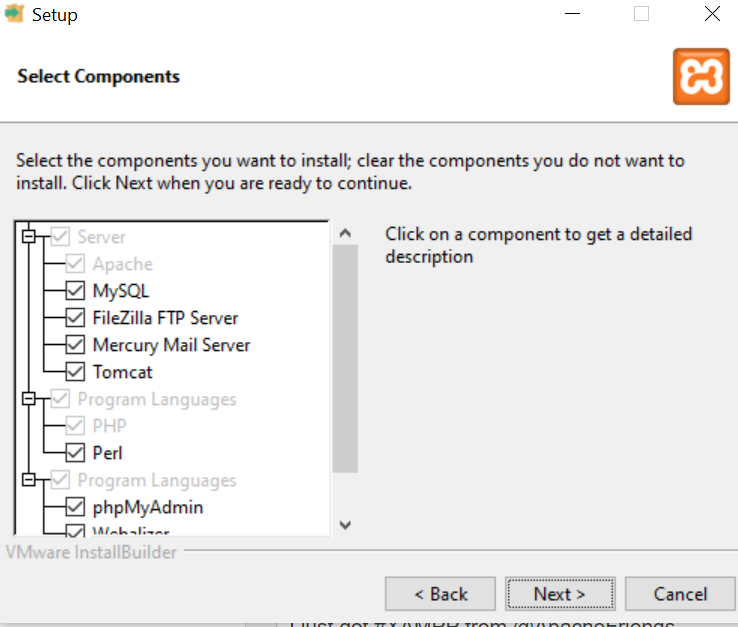 Setup
Select Components
Select the components you want to install; clear the components you do not want to
install. Click Next when you are ready to continue.
Server
Apache
MySQL
FileZilla FTP Server
Mercury Mail Server
Tomcat
Program Languages
PHP
Perl
Program Languages
phpMyAdmin
Webalizer
Click on a component to get a detailed
description
VMware InstallBuilder
< Back
Next >
Cancel